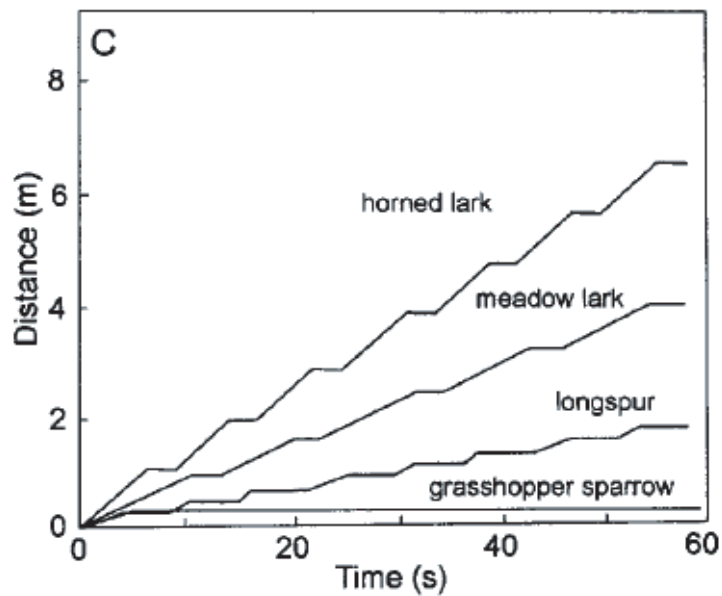 C
8
6
4
2
0
Distance (m)
horned lark
meadow lark
longspur
grasshopper sparrow
0 20 40 60
Time (s)